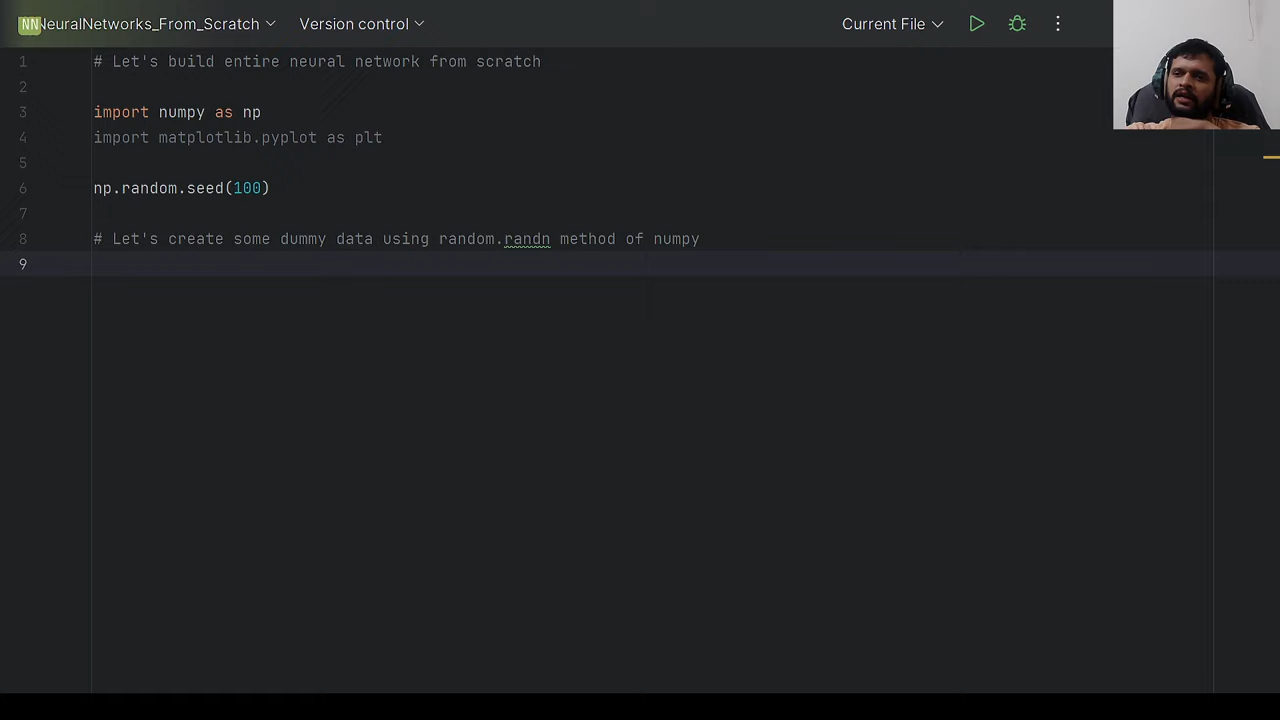 NN NeuralNetworks_From_Scratch Version control Current File
1 # Let's build entire neural network from scratch
2
3 import numpy as np
4 import matplotlib.pyplot as plt
5
6 np.random.seed(100)
7
8 # Let's create some dummy data using random.randn method of numpy
9